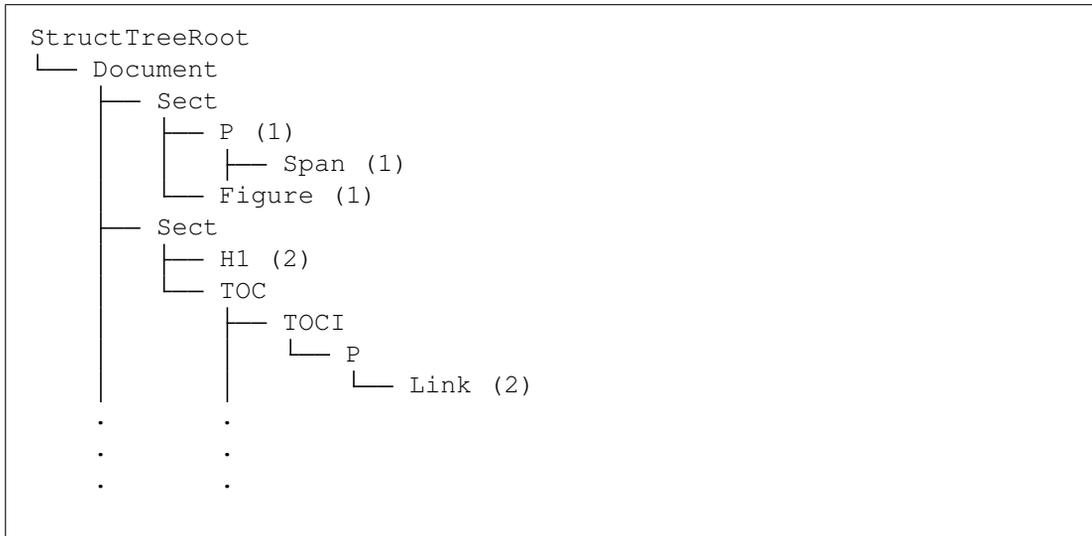 StructTreeRoot
└── Document
    ├── Sect
    │   ├── P (1)
    │   │   ├── Span (1)
    │   └── Figure (1)
    ├── Sect
    │   ├── H1 (2)
    │   └── TOC
    │       ├── TOCI
    │       │   └── P
    │       │       └── Link (2)
    .       .
    .       .
    .       .